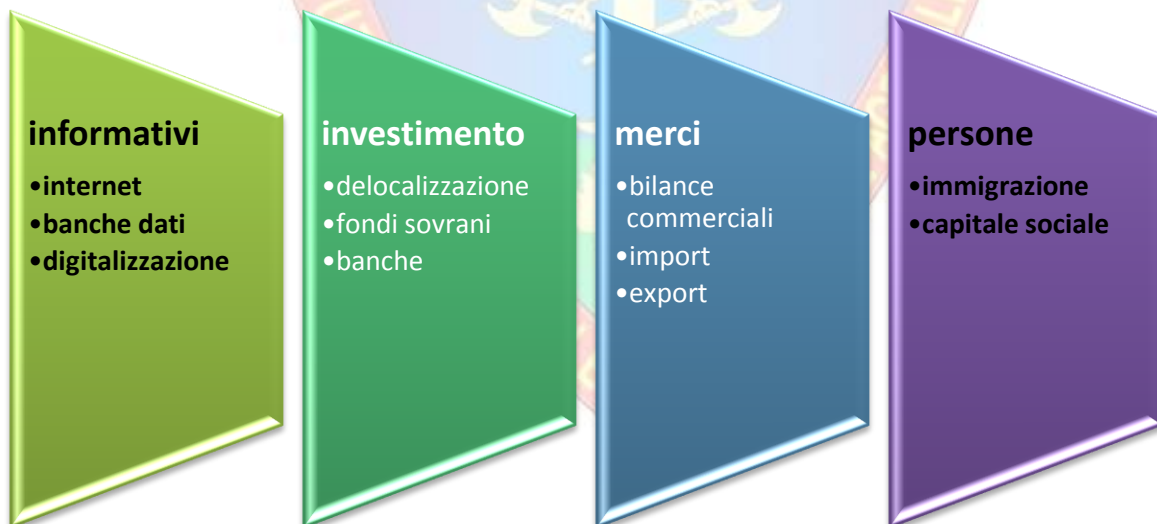 informativi
•internet
•banche dati
•digitalizzazione
investimento
•delocalizzazione
•fondi sovrani
•banche
merci
•bilance
commerciali
•import
•export
persone
•immigrazione
•capitale sociale